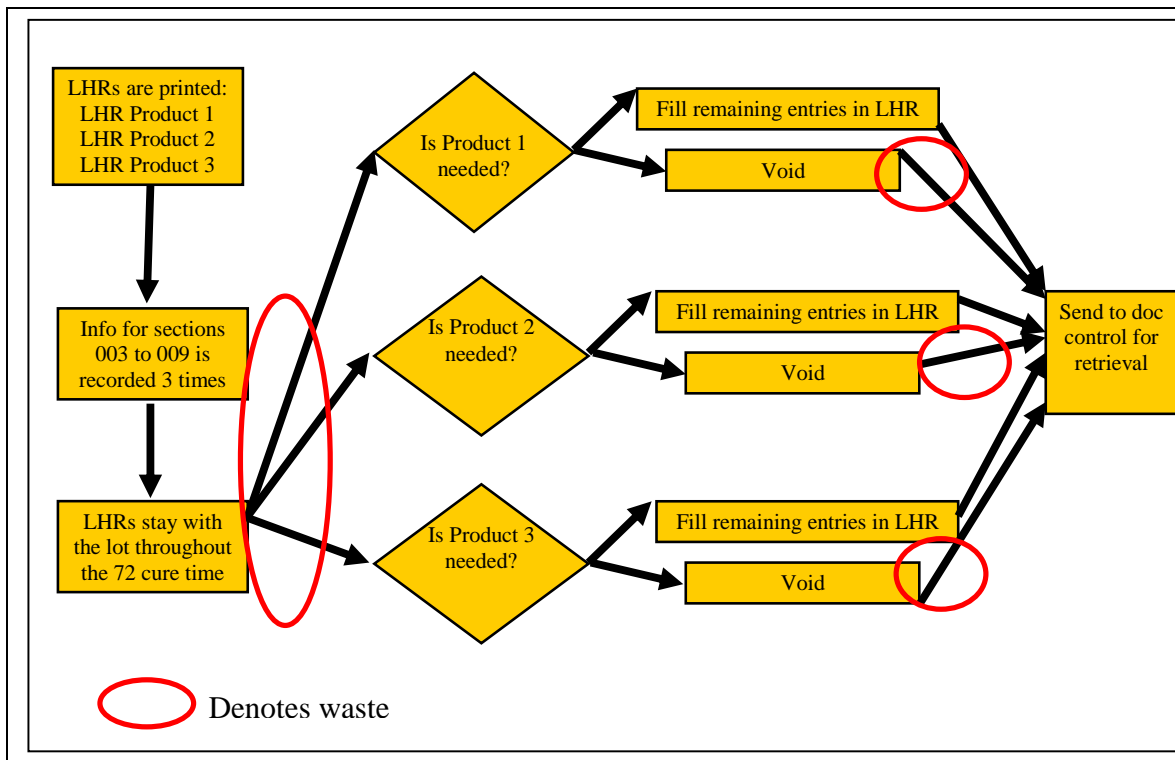 LHRs are printed:
LHR Product 1
LHR Product 2
LHR Product 3
Info for sections
003 to 009 is
recorded 3 times
LHRs stay with
the lot throughout
the 72 cure time
Is Product 1
needed?
Fill remaining entries in LHR
Void
Is Product 2
needed?
Fill remaining entries in LHR
Void
Is Product 3
needed?
Fill remaining entries in LHR
Void
Send to doc
control for
retrieval
Denotes waste